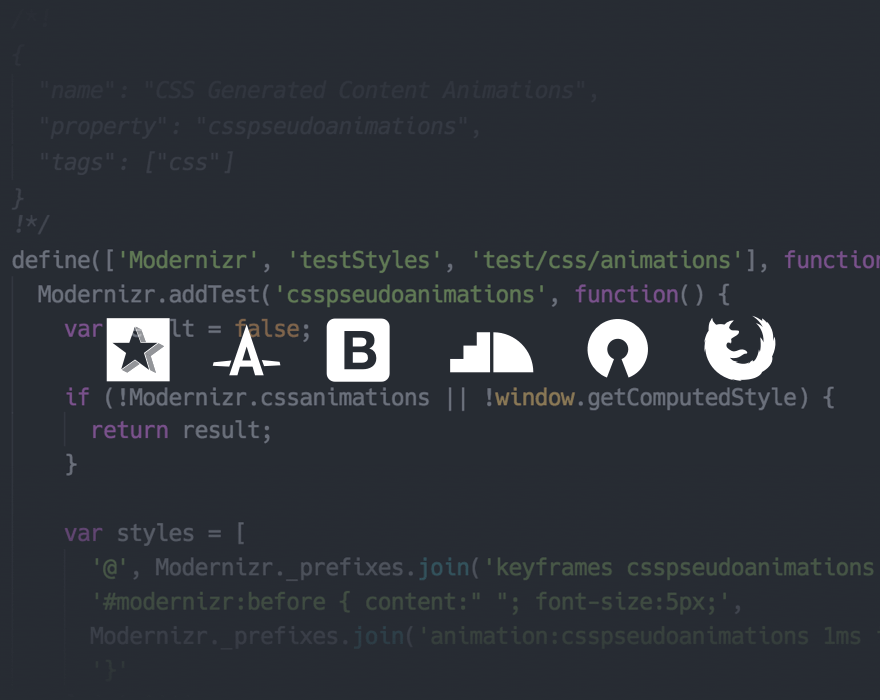 /*!
{
"name": "CSS Generated Content Animations",
"property": "csspseudoanimations",
"tags": ["css"]
}
!*/
define(['Modernizr', 'testStyles', 'test/css/animations'], function
Modernizr.addTest('csspseudoanimations', function() {
var lt = false;
A B
if (!Modernizr.cssanimations || !window.getComputedStyle) {
return result;
}
var styles = [
'@', Modernizr._prefixes.join('keyframes csspseudoanimations
'#modernizr:before { content:" "; font-size:5px;',
Modernizr._prefixes.join('animation:csspseudoanimations 1ms
'}'